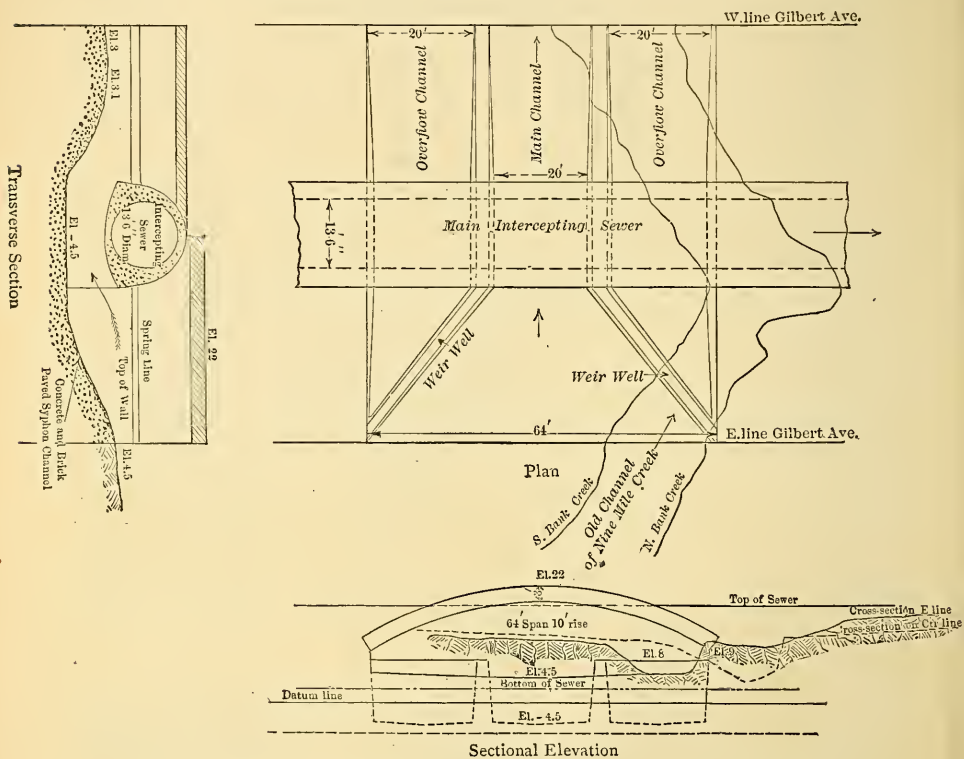 W.line Gilbert Ave.
20'
20'
Overflow Channel
Main Channel
Overflow Channel
20'
13'-6"
Main Intercepting Sewer
Weir Well
Weir Well
64'
E.line Gilbert Ave.
Plan
S. Bank Creek
Old Channel
of Nine Mile Creek
N. Bank Creek
El.3
El.3.1
El - 4.5
Intercepting
Sewer
13'6" Diam.
El. 22
Spring Line
Top of Wall
El.4.5
Concrete and Brick
Paved Syphon Channel
Transverse Section
El.22
Top of Sewer
Cross-section E line
64' Span 10' rise
El.8
El.9
El.4.5
Bottom of Sewer
Datum line
El. - 4.5
Sectional Elevation